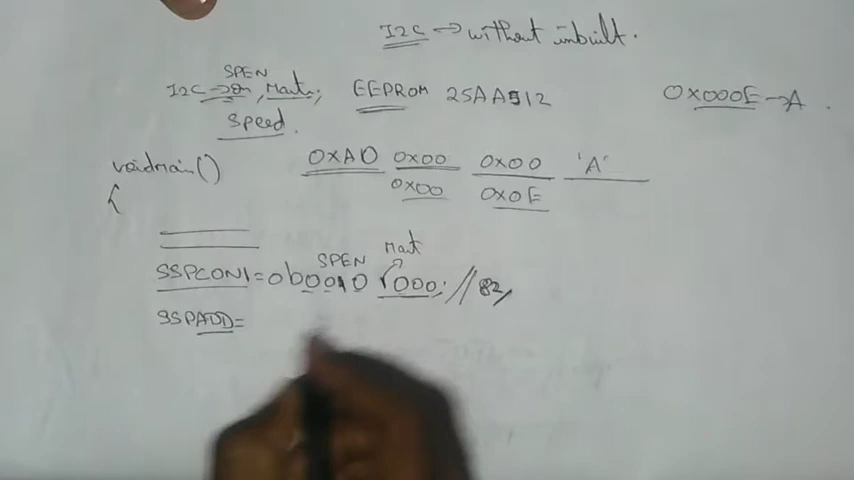 I2C → without inbuilt.
SPEN
I2C → on, Mast; EEPROM 25AA512 0x000E → A.
Speed.
void main() 0xA0 0x00 0x00 'A'
{ 0x00 0x0E
SPEN Mast
SSPCON1 = 0b0010 1000; // 82,
SSPADD =